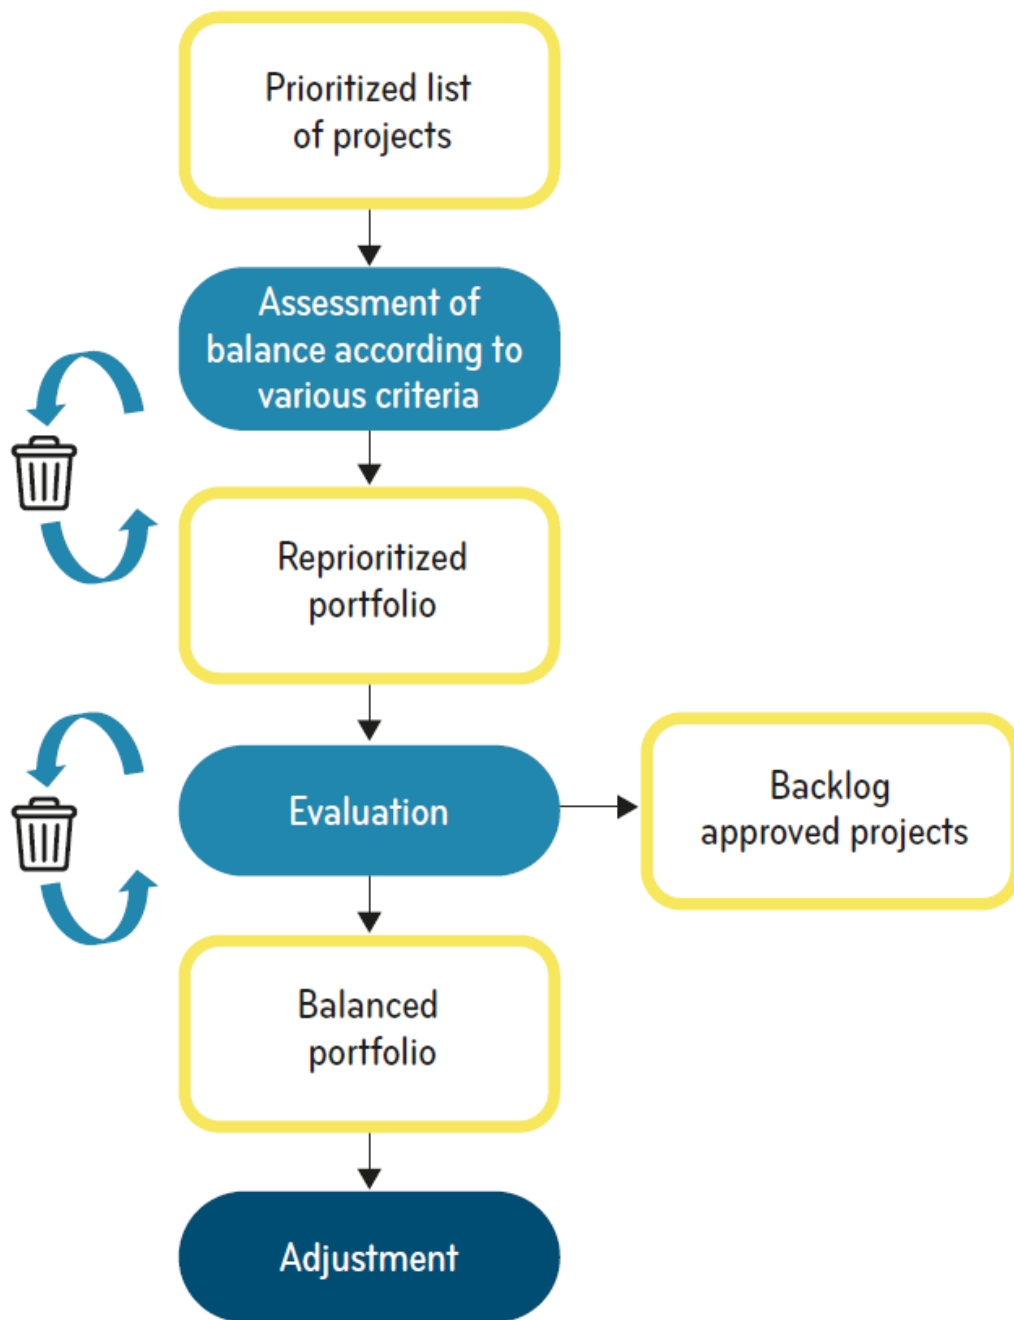 Prioritized list
of projects
Assessment of
balance according to
various criteria
Reprioritized
portfolio
Evaluation
Backlog
approved projects
Balanced
portfolio
Adjustment